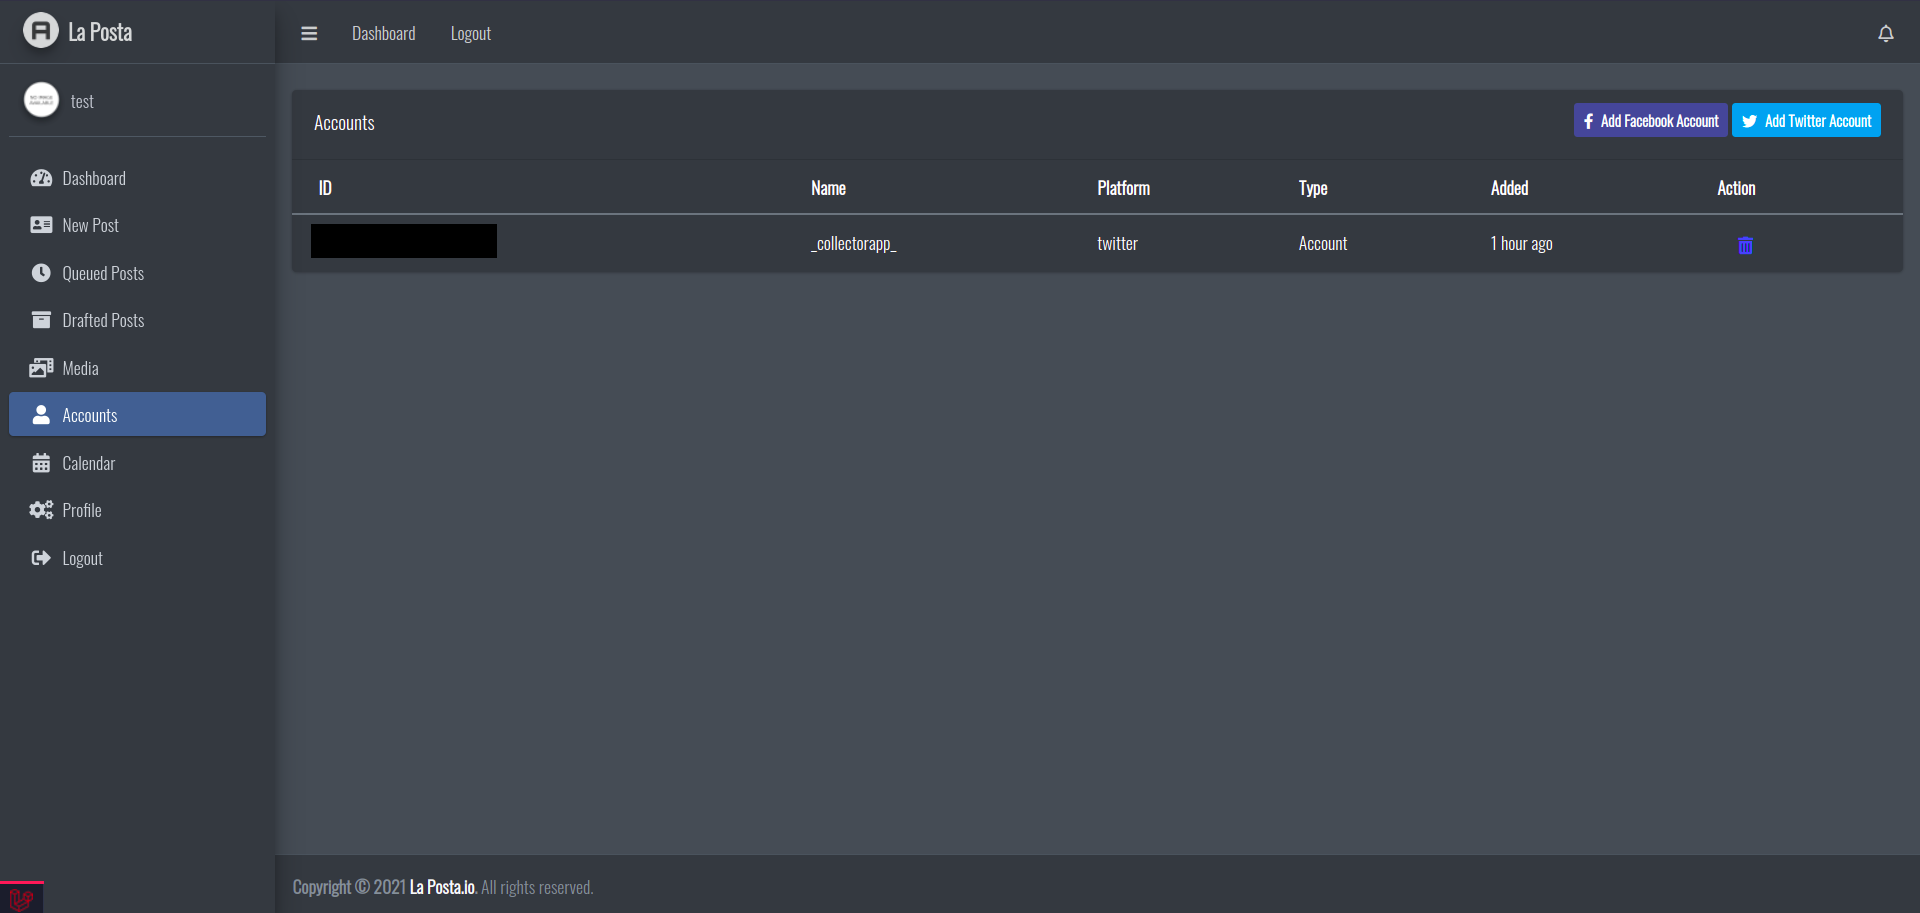 La Posta
Dashboard
Logout
test
Dashboard
New Post
Queued Posts
Drafted Posts
Media
Accounts
Calendar
Profile
Logout
Accounts
Add Facebook Account
Add Twitter Account
ID Name Platform Type Added Action
_collectorapp_ twitter Account 1 hour ago
Copyright © 2021 La Posta.io. All rights reserved.